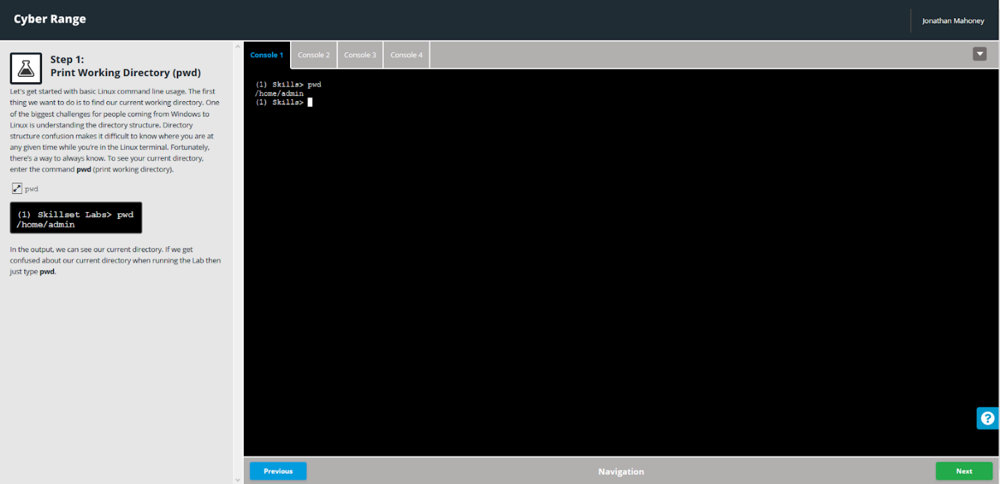 Cyber Range
Jonathan Mahoney
Step 1:
Print Working Directory (pwd)
Let's get started with basic Linux command line usage. The first
thing we want to do is to find our current working directory. One
of the biggest challenges for people coming from Windows to
Linux is understanding the directory structure. Directory
structure confusion makes it difficult to know where you are at
any given time while you're in the Linux terminal. Fortunately,
there's a way to always know. To see your current directory,
enter the command pwd (print working directory).
pwd
(1) Skillset Labs> pwd
/home/admin
In the output, we can see our current directory. If we get
confused about our current directory when running the Lab then
just type pwd.
Console 1
Console 2
Console 3
Console 4
(1) Skills> pwd
/home/admin
(1) Skills>
?
Previous
Navigation
Next